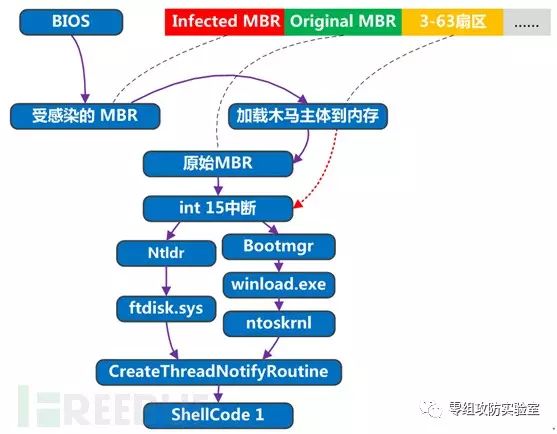 BIOS
Infected MBR
Original MBR
3-63扇区
......
受感染的 MBR
加载木马主体到内存
原始MBR
int 15中断
Ntldr
Bootmgr
winload.exe
ftdisk.sys
ntoskrnl
CreateThreadNotifyRoutine
ShellCode 1
零组攻防实验室